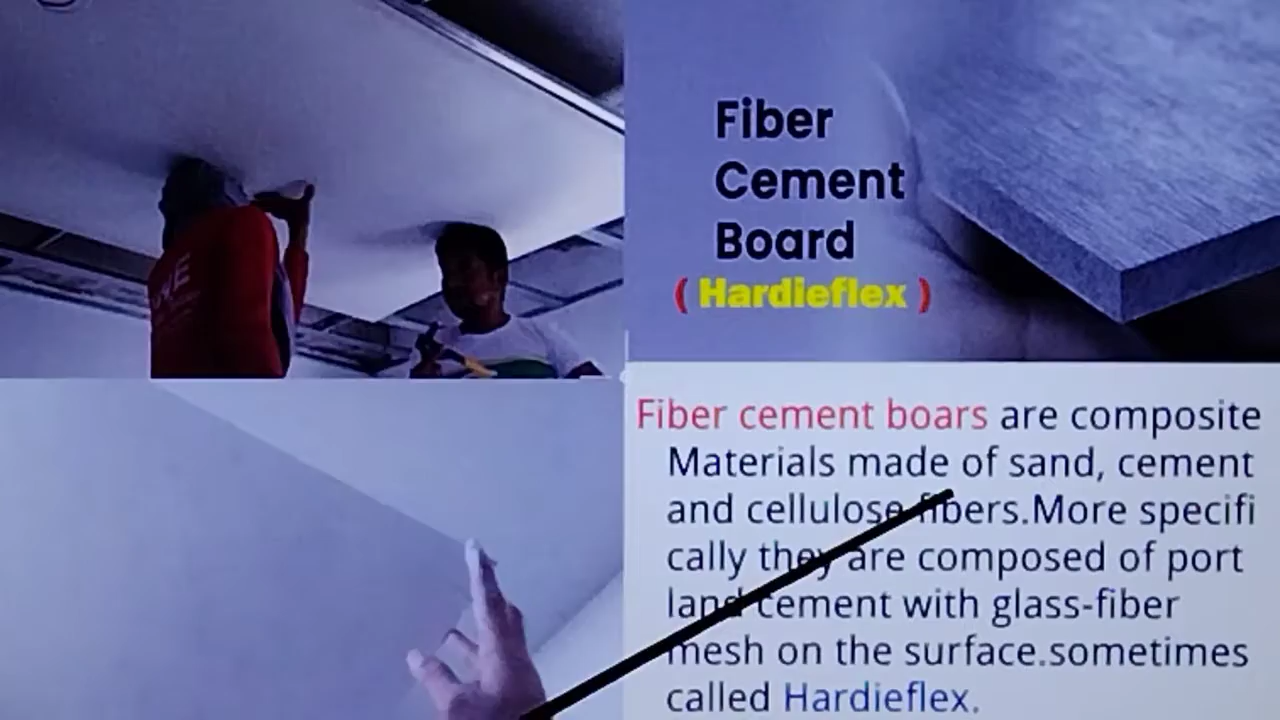 Fiber
Cement
Board
( Hardieflex )
Fiber cement boars are composite
Materials made of sand, cement
and cellulose fibers.More specifi
cally they are composed of port
land cement with glass-fiber
mesh on the surface.sometimes
called Hardieflex.